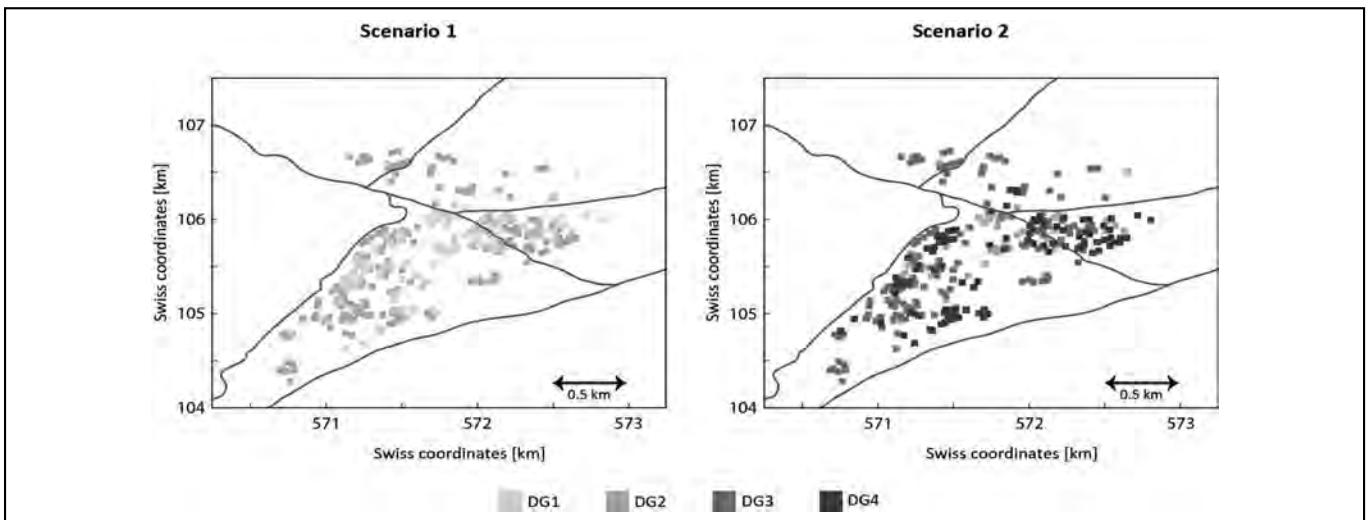 Scenario 1
Scenario 2
107
106
105
104
Swiss coordinates [km]
571
572
573
Swiss coordinates [km]
0.5 km
107
106
105
104
Swiss coordinates [km]
571
572
573
Swiss coordinates [km]
0.5 km
DG1 DG2 DG3 DG4